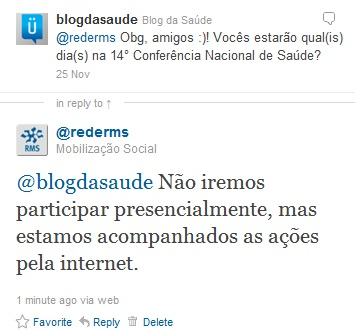 blogdasaude Blog da Saúde
@rederms Obg, amigos :)! Vocês estarão qual(is)
dia(s) na 14° Conferência Nacional de Saúde?
25 Nov
in reply to ↑
@rederms
Mobilização Social
RMS
@blogdasaude Não iremos
participar presencialmente, mas
estamos acompanhados as ações
pela internet.
1 minute ago via web
Favorite Reply Delete